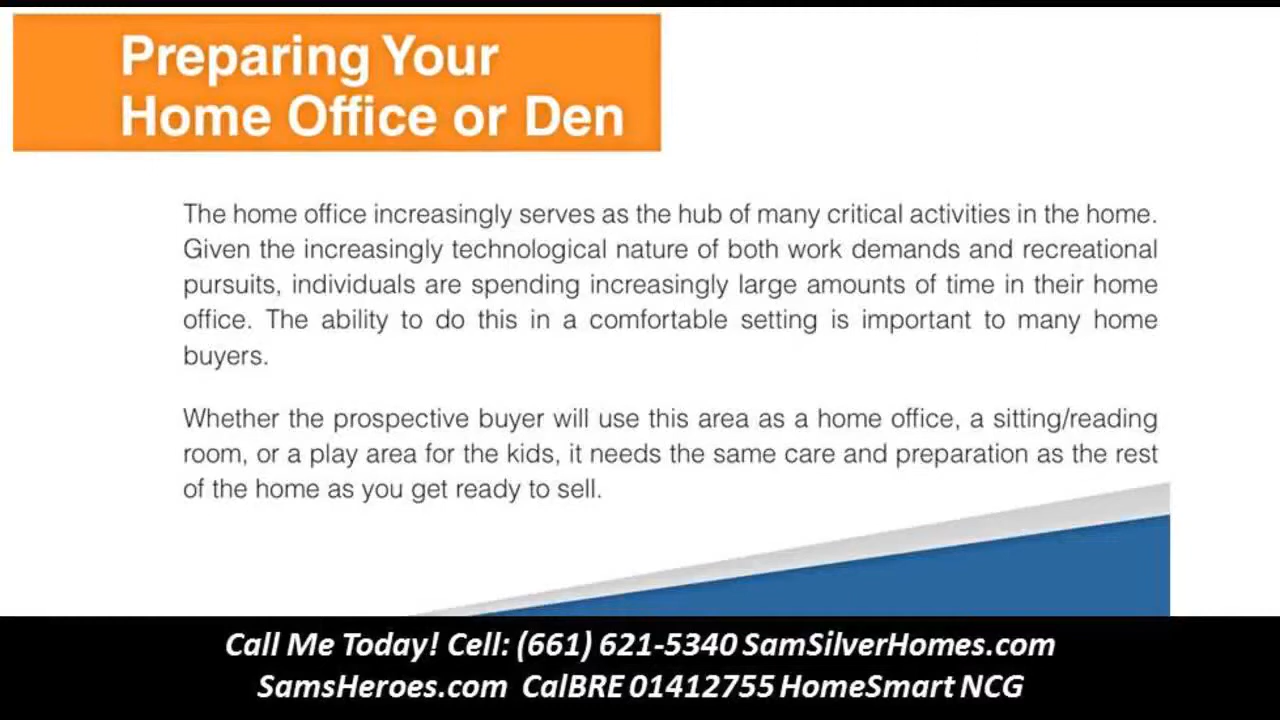 Preparing Your
Home Office or Den
The home office increasingly serves as the hub of many critical activities in the home.
Given the increasingly technological nature of both work demands and recreational
pursuits, individuals are spending increasingly large amounts of time in their home
office. The ability to do this in a comfortable setting is important to many home
buyers.
Whether the prospective buyer will use this area as a home office, a sitting/reading
room, or a play area for the kids, it needs the same care and preparation as the rest
of the home as you get ready to sell.
Call Me Today! Cell: (661) 621-5340 SamSilverHomes.com
SamsHeroes.com CalBRE 01412755 HomeSmart NCG